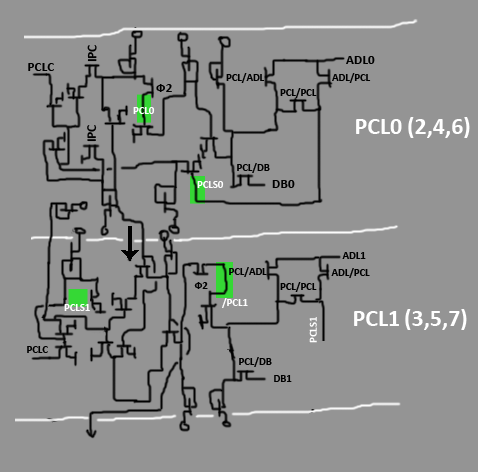 IPC
PCLC
ADL0
PCL/ADL
ADL/PCL
Φ2
PCL/PCL
PCL0
PCL0 (2,4,6)
IPC
PCL/DB
PCLS0
DB0
ADL1
PCL/ADL
ADL/PCL
Φ2
PCL/PCL
PCLS1
/PCL1
PCL1 (3,5,7)
PCLS1
PCLC
PCL/DB
DB1